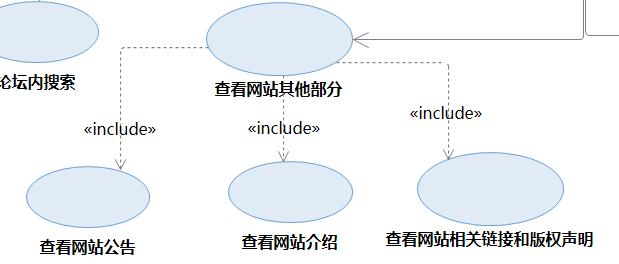 论坛内搜索
查看网站其他部分
«include»
«include»
«include»
查看网站公告
查看网站介绍
查看网站相关链接和版权声明